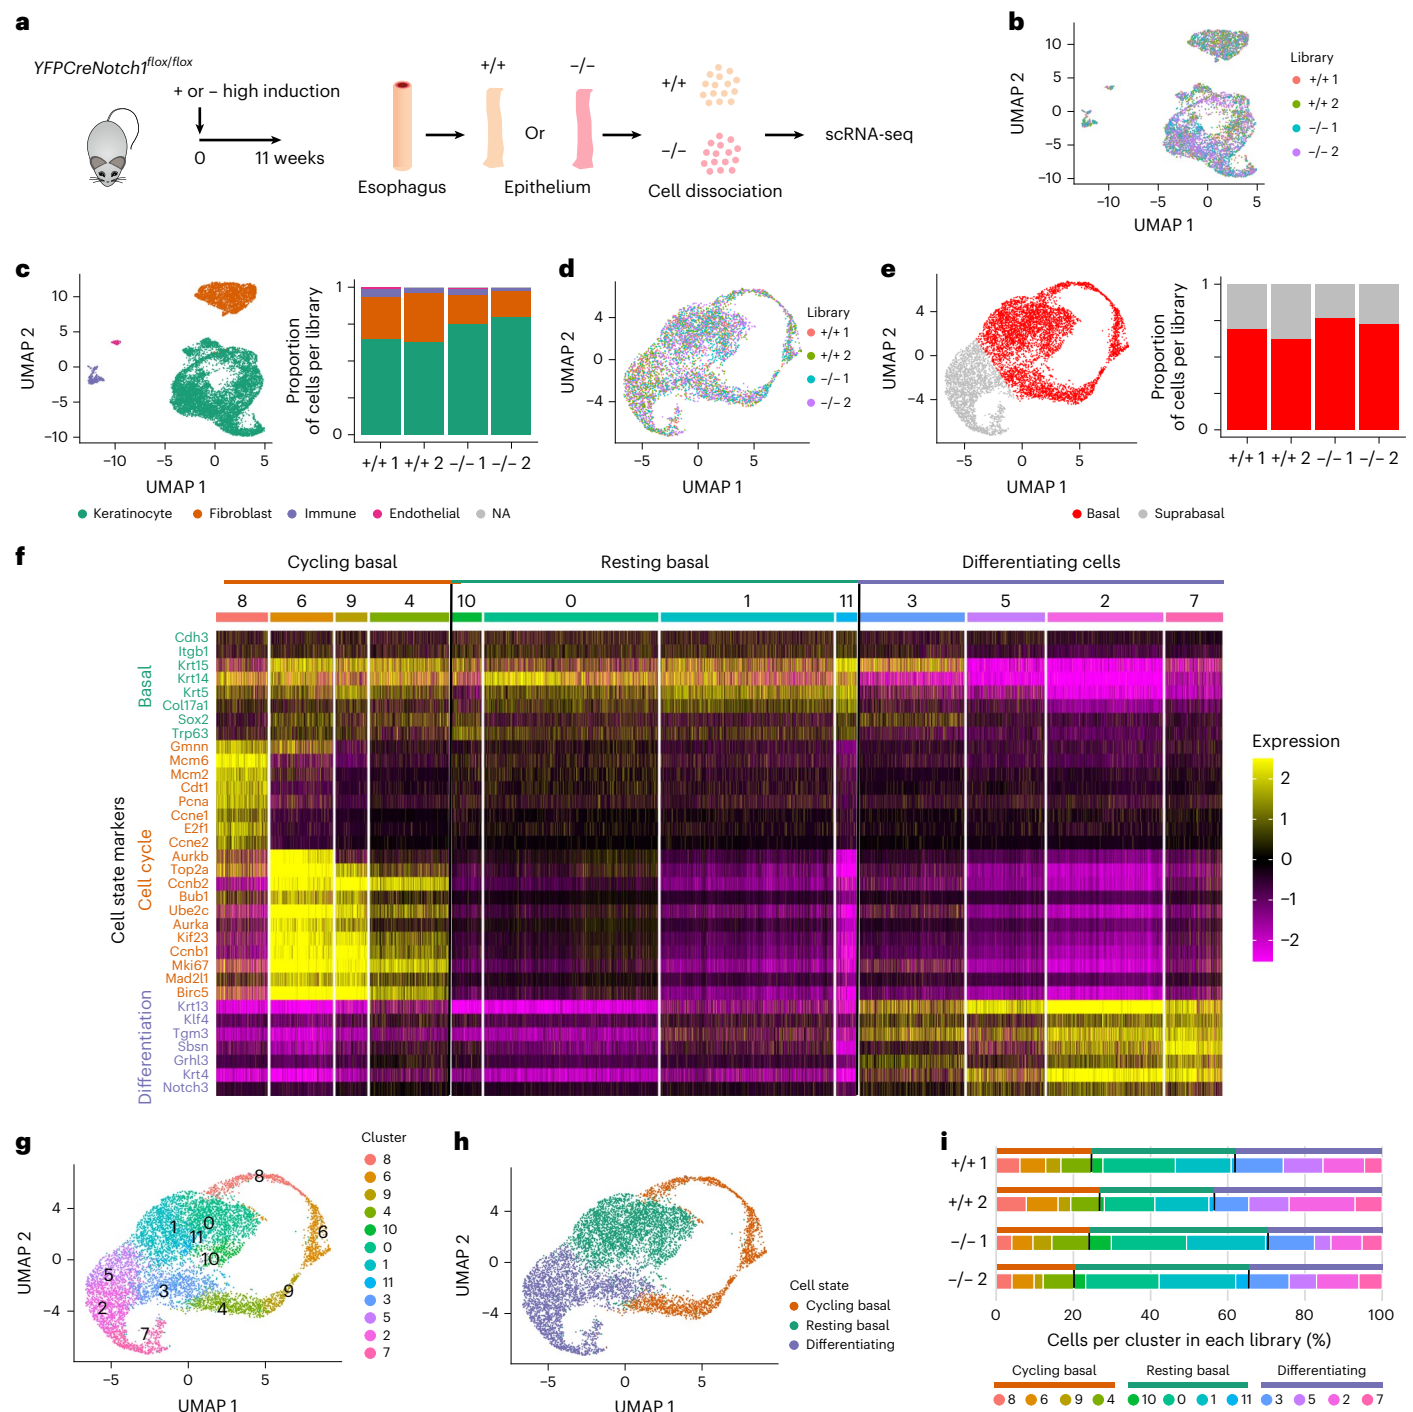 a
YFPCreNotch1flox/flox
+ or – high induction
0
11 weeks
Esophagus
+/+
–/–
Or
Epithelium
+/+
–/–
Cell dissociation
scRNA-seq
b
UMAP 2
10
5
0
–5
–10
–10
–5
0
5
UMAP 1
Library
+/+ 1
+/+ 2
–/– 1
–/– 2
c
UMAP 2
10
5
0
–5
–10
–10
–5
0
5
UMAP 1
Proportion
of cells per library
1
0
+/+ 1
+/+ 2
–/– 1
–/– 2
Keratinocyte
Fibroblast
Immune
Endothelial
NA
d
UMAP 2
4
0
–4
–5
0
5
UMAP 1
Library
+/+ 1
+/+ 2
–/– 1
–/– 2
e
UMAP 2
4
0
–4
–5
0
5
UMAP 1
Proportion
of cells per library
1
0
+/+ 1
+/+ 2
–/– 1
–/– 2
Basal
Suprabasal
f
Cycling basal
Resting basal
Differentiating cells
8
6
9
4
10
0
1
11
3
5
2
7
Cell state markers
Basal
Cdh3
Itgb1
Krt15
Krt14
Krt5
Col17a1
Sox2
Trp63
Cell cycle
Gmnn
Mcm6
Mcm2
Cdt1
Pcna
Ccne1
E2f1
Ccne2
Aurkb
Top2a
Ccnb2
Bub1
Ube2c
Aurka
Kif23
Ccnb1
Mki67
Mad2l1
Birc5
Differentiation
Krt13
Klf4
Tgm3
Sbsn
Grhl3
Krt4
Notch3
Expression
2
1
0
–1
–2
g
UMAP 2
4
0
–4
–5
0
5
UMAP 1
8
6
1
0
11
10
5
3
9
2
4
7
Cluster
8
6
9
4
10
0
1
11
3
5
2
7
h
UMAP 2
4
0
–4
–5
0
5
UMAP 1
Cell state
Cycling basal
Resting basal
Differentiating
i
+/+ 1
+/+ 2
–/– 1
–/– 2
0
20
40
60
80
100
Cells per cluster in each library (%)
Cycling basal
Resting basal
Differentiating
8
6
9
4
10
0
1
11
3
5
2
7